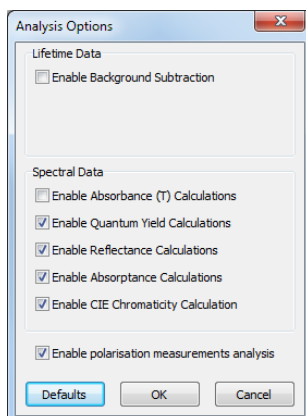 Analysis Options
Lifetime Data
Enable Background Subtraction
Spectral Data
Enable Absorbance (T) Calculations
Enable Quantum Yield Calculations
Enable Reflectance Calculations
Enable Absorptance Calculations
Enable CIE Chromaticity Calculation
Enable polarisation measurements analysis
Defaults OK Cancel